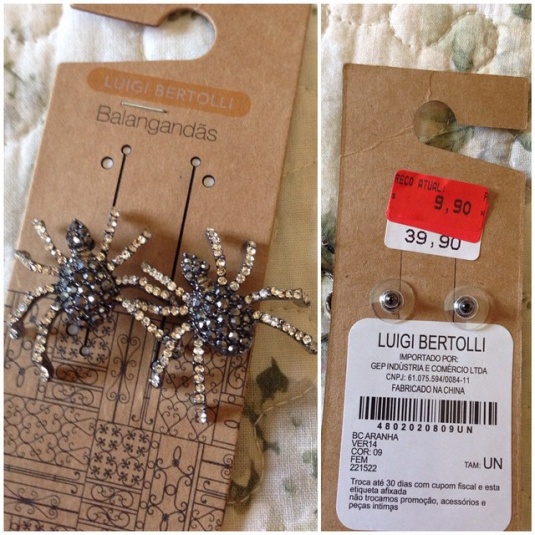 LUIGI BERTOLLI
Balangandãs
REÇO ATUAL:
9,90
39,90
LUIGI BERTOLLI
IMPORTADO POR:
GEP INDÚSTRIA E COMÉRCIO LTDA
CNPJ: 61.075.594/0084-11
FABRICADO NA CHINA
4802020809UN
BC ARANHA
VER14
COR: 09
FEM
221522
TAM: UN
Troca até 30 dias com cupom fiscal e esta
etiqueta afixada
não trocamos promoção, acessórios e
peças intimas